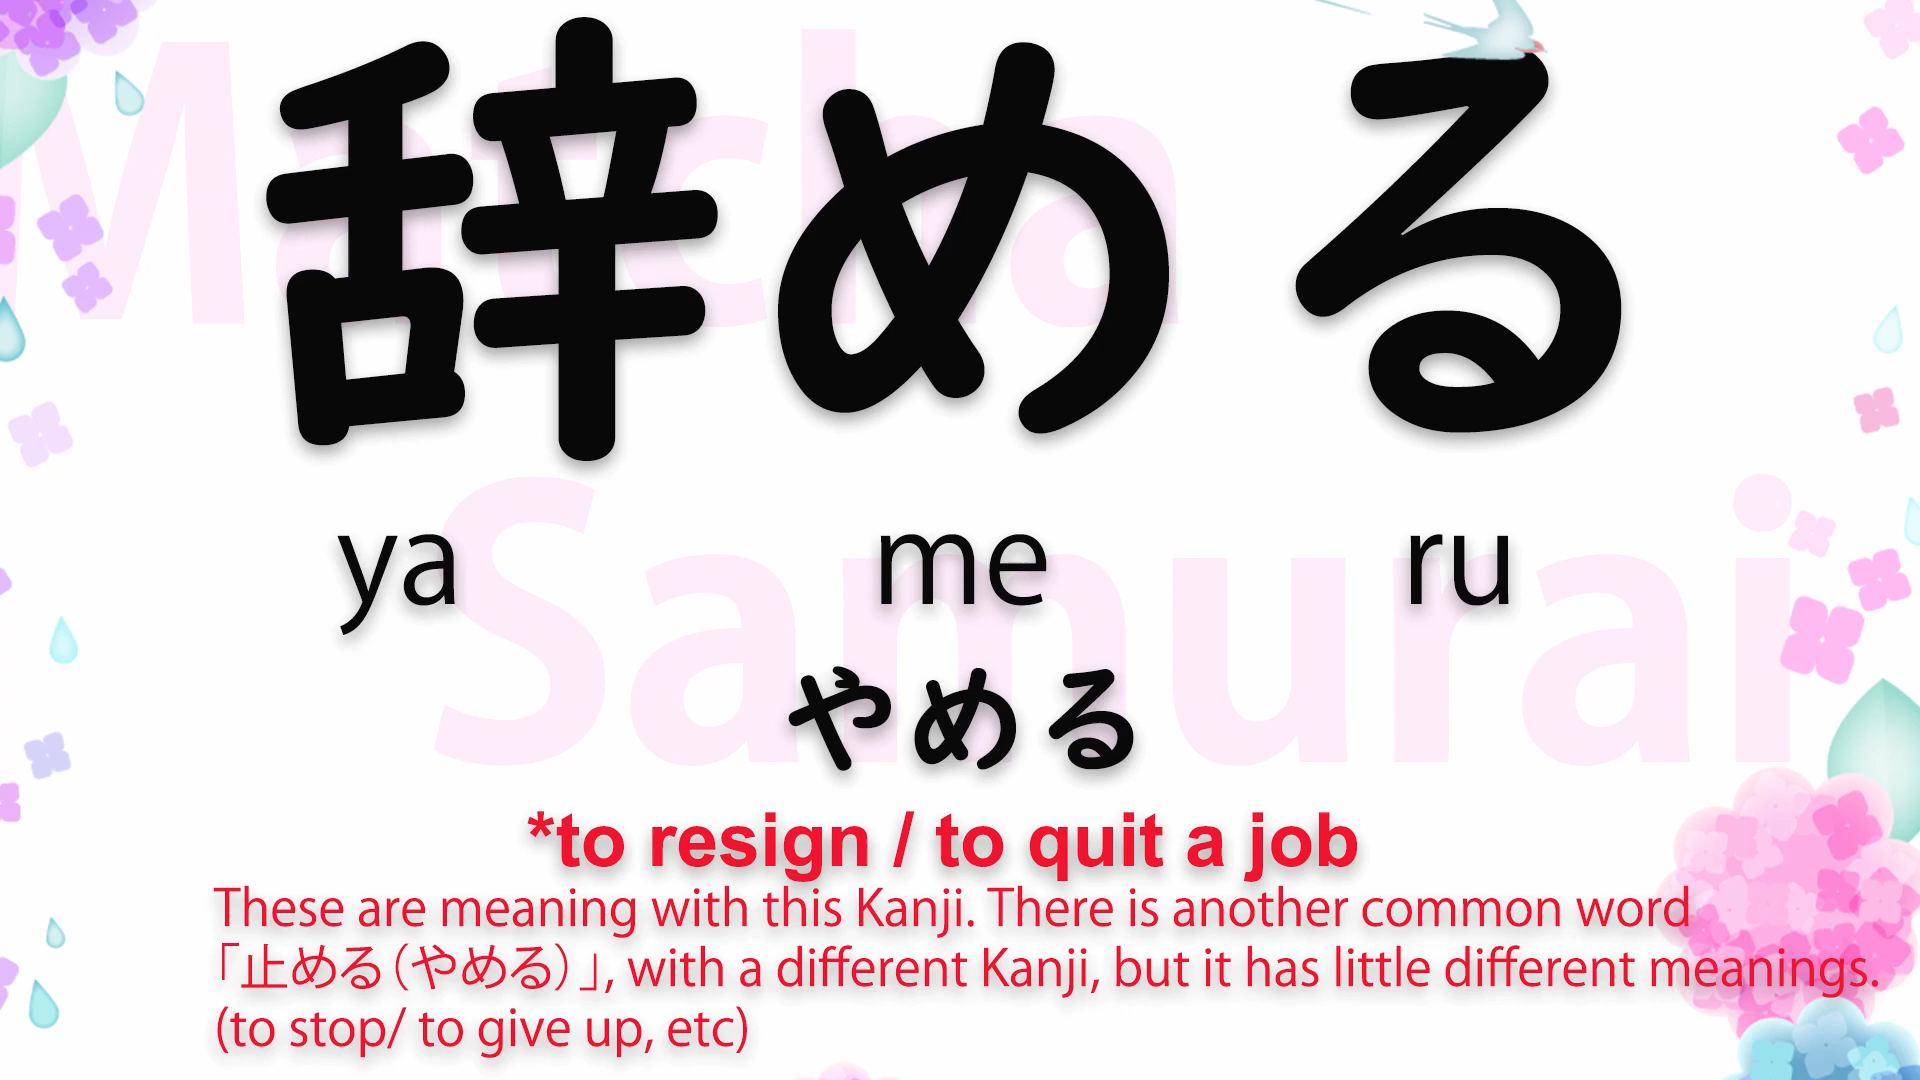 Matcha
Samurai
辞める
ya me ru
やめる
*to resign / to quit a job
These are meaning with this Kanji. There is another common word
「止める（やめる）」, with a different Kanji, but it has little different meanings.
(to stop/ to give up, etc)